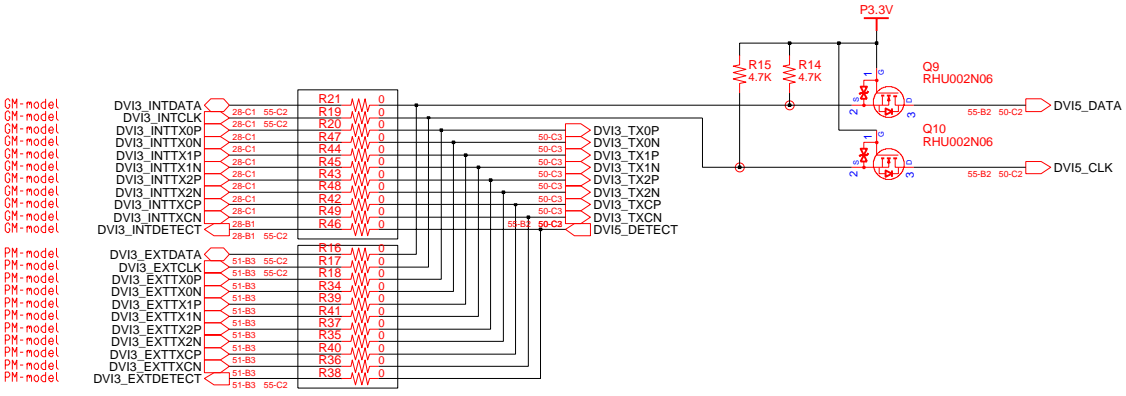 P3.3V
R15
4.7K
R14
4.7K
Q9
RHU002N06
1
G
S
D
2
3
DVI5_DATA
55-B2 50-C2
Q10
RHU002N06
1
G
S
D
2
3
DVI5_CLK
55-B2 50-C2
GM-model DVI3_INTDATA 28-C1 55-C2 R21 0
GM-model DVI3_INTCLK 28-C1 55-C2 R19 0
GM-model DVI3_INTTX0P 28-C1 R20 0 50-C3 DVI3_TX0P
GM-model DVI3_INTTX0N 28-C1 R47 0 50-C3 DVI3_TX0N
GM-model DVI3_INTTX1P 28-C1 R44 0 50-C3 DVI3_TX1P
GM-model DVI3_INTTX1N 28-C1 R45 0 50-C3 DVI3_TX1N
GM-model DVI3_INTTX2P 28-C1 R43 0 50-C3 DVI3_TX2P
GM-model DVI3_INTTX2N 28-C1 R48 0 50-C3 DVI3_TX2N
GM-model DVI3_INTTXCP 28-C1 R42 0 50-C3 DVI3_TXCP
GM-model DVI3_INTTXCN R49 0 DVI3_TXCN
GM-model DVI3_INTDETECT 28-B1 55-C2 R46 0 55-B2 50-C2 DVI5_DETECT
28-B1
PM-model DVI3_EXTDATA 51-B3 55-C2 R16 0
PM-model DVI3_EXTCLK 51-B3 55-C2 R17 0
PM-model DVI3_EXTTX0P 51-B3 R18 0
PM-model DVI3_EXTTX0N 51-B3 R34 0
PM-model DVI3_EXTTX1P 51-B3 R39 0
PM-model DVI3_EXTTX1N 51-B3 R41 0
PM-model DVI3_EXTTX2P 51-B3 R37 0
PM-model DVI3_EXTTX2N 51-B3 R35 0
PM-model DVI3_EXTTXCP 51-B3 R40 0
PM-model DVI3_EXTTXCN 51-B3 R36 0
PM-model DVI3_EXTDETECT 51-B3 55-C2 R38 0